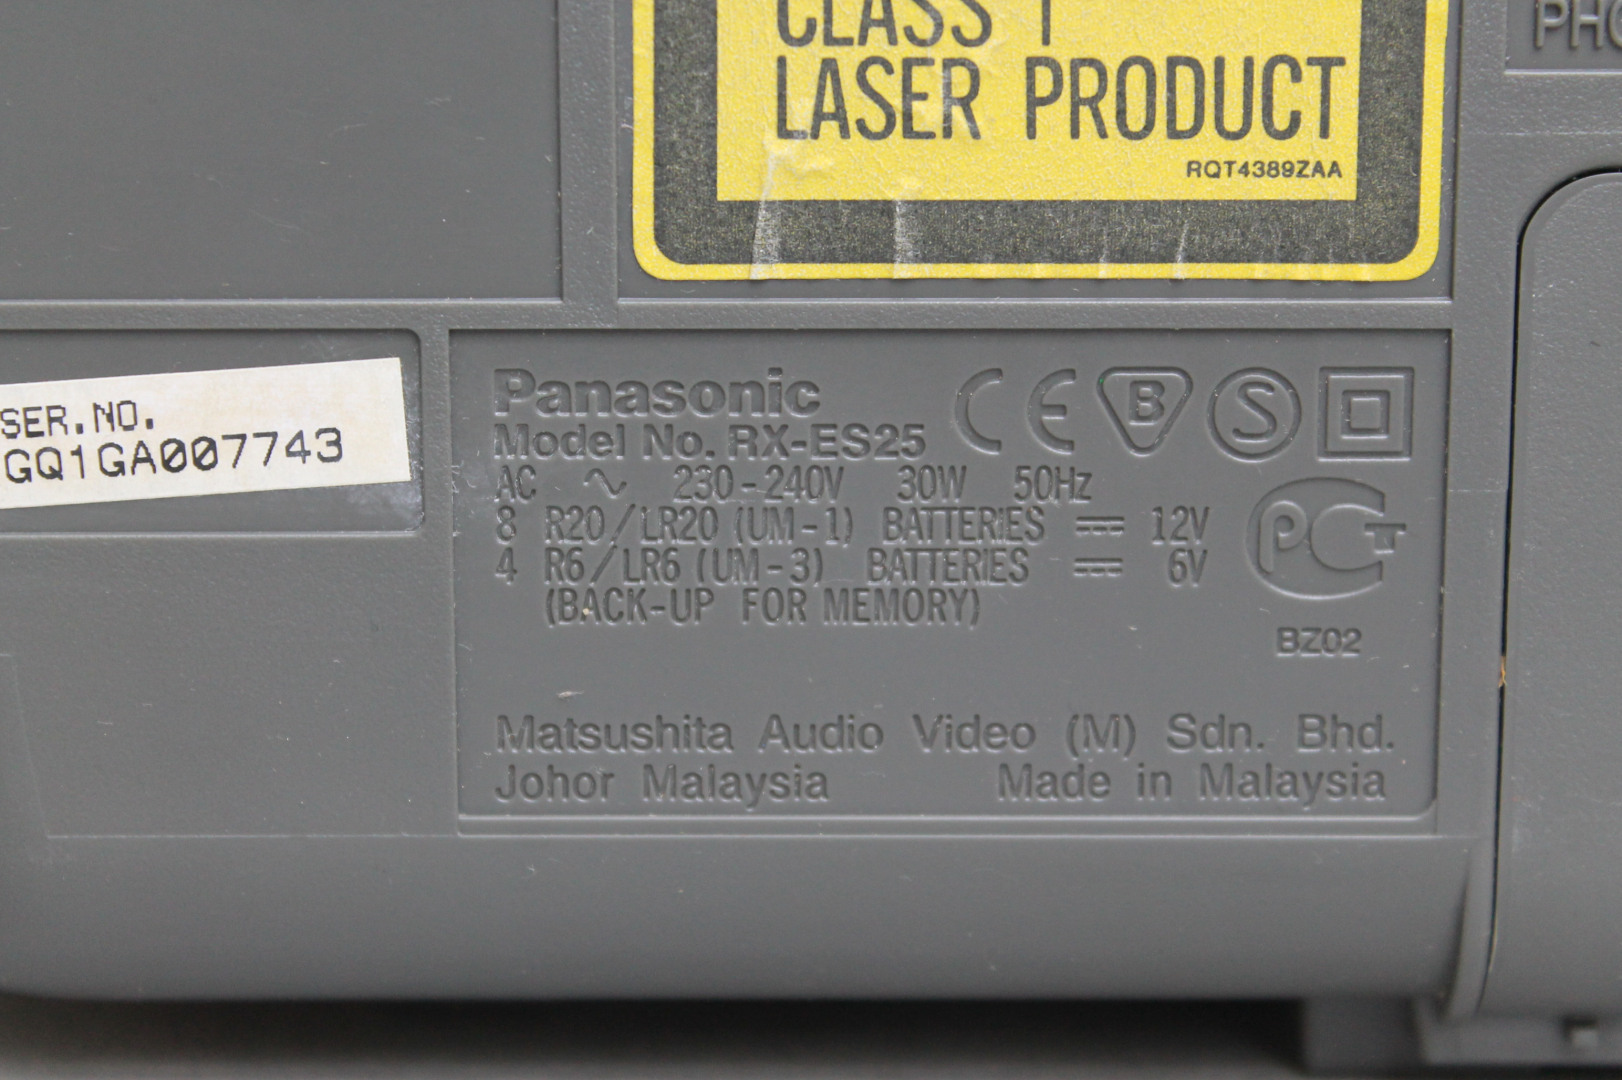 CLASS 1
LASER PRODUCT
RQT4389ZAA
SER.NO.
GQ1GA007743
Panasonic
Model No. RX-ES25
CE B S
AC ∿ 230-240V 30W 50Hz
8 R20/LR20 (UM-1) BATTERIES ⎓ 12V
4 R6/LR6 (UM-3) BATTERIES ⎓ 6V
(BACK-UP FOR MEMORY)
PCT
BZ02
Matsushita Audio Video (M) Sdn. Bhd.
Johor Malaysia Made in Malaysia